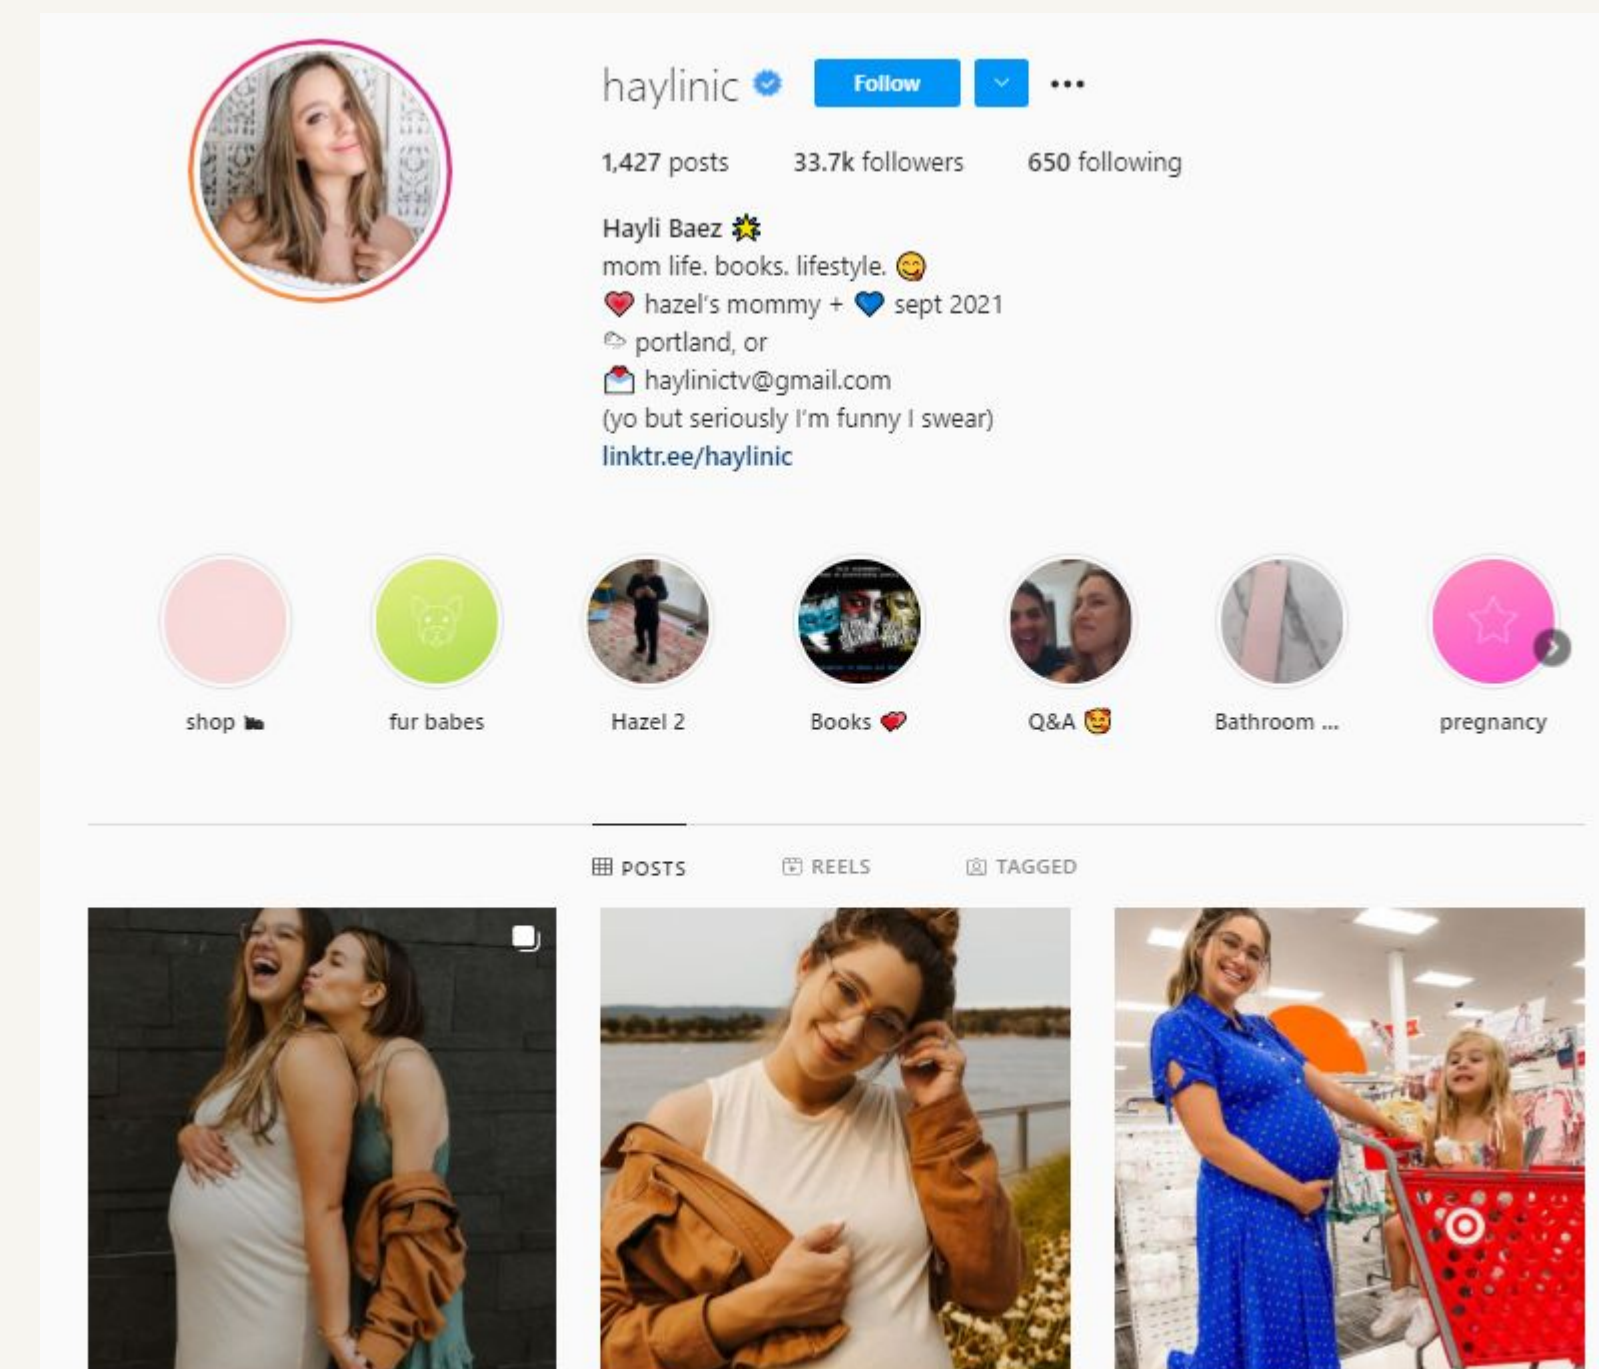 haylinic Follow
1,427 posts 33.7k followers 650 following
Hayli Baez
mom life. books. lifestyle.
hazel's mommy + sept 2021
portland, or
haylinictv@gmail.com
(yo but seriously I'm funny I swear)
linktr.ee/haylinic
shop fur babes Hazel 2 Books Q&A Bathroom ... pregnancy
POSTS REELS TAGGED